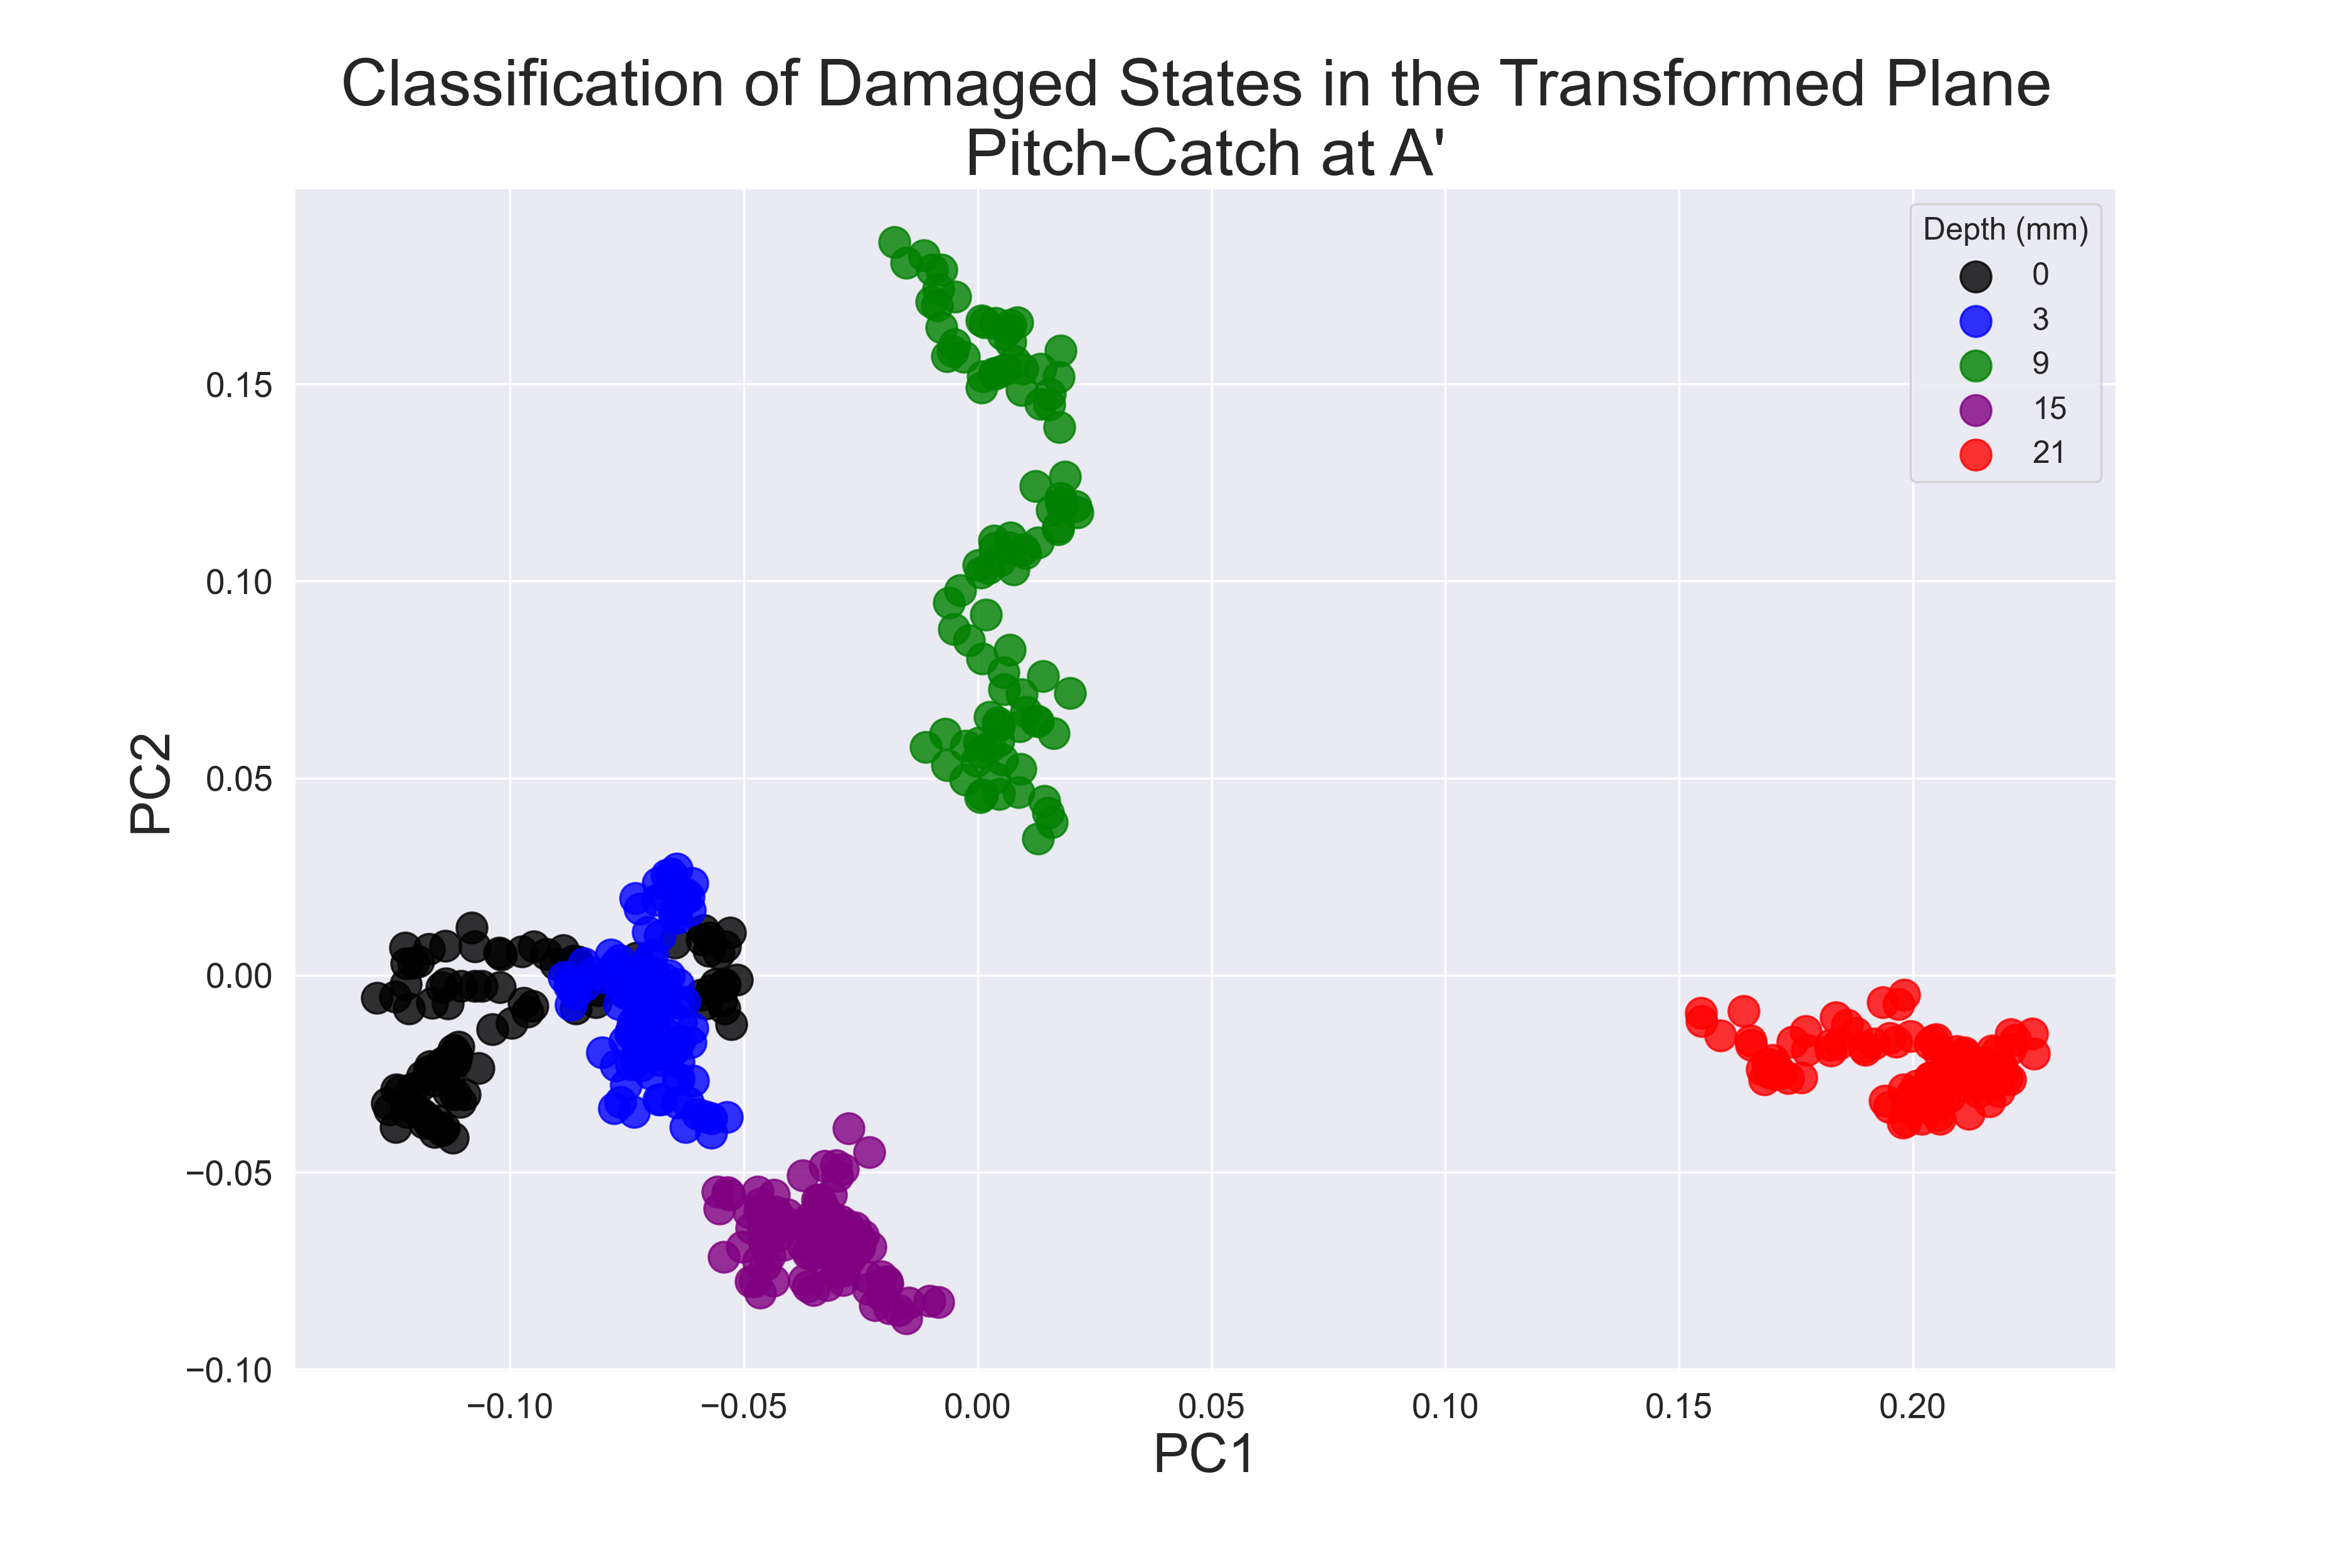 Classification of Damaged States in the Transformed Plane
Pitch-Catch at A'
Depth (mm)
0
3
9
15
21
PC2
0.15
0.10
0.05
0.00
−0.05
−0.10
−0.10 −0.05 0.00 0.05 0.10 0.15 0.20
PC1